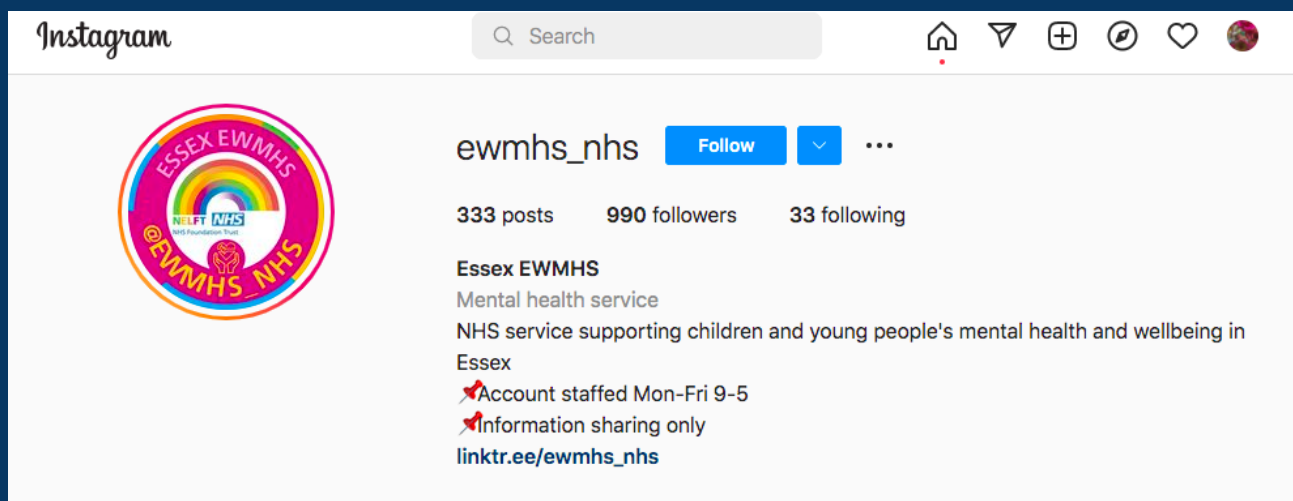 Instagram
Search
ESSEX EWMHS
NELFT NHS
NHS Foundation Trust
@EWMHS_NHS
ewmhs_nhs Follow
333 posts 990 followers 33 following
Essex EWMHS
Mental health service
NHS service supporting children and young people's mental health and wellbeing in
Essex
📌Account staffed Mon-Fri 9-5
📌Information sharing only
linktr.ee/ewmhs_nhs